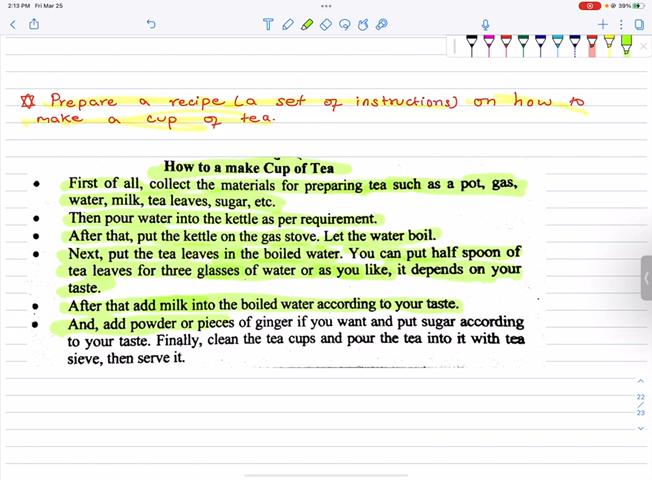 2:13 PM Fri Mar 25
39%
Prepare a recipe (a set of instructions) on how to
make a cup of tea.
How to a make Cup of Tea
• First of all, collect the materials for preparing tea such as a pot, gas,
water, milk, tea leaves, sugar, etc.
• Then pour water into the kettle as per requirement.
• After that, put the kettle on the gas stove. Let the water boil.
• Next, put the tea leaves in the boiled water. You can put half spoon of
tea leaves for three glasses of water or as you like, it depends on your
taste.
• After that add milk into the boiled water according to your taste.
• And, add powder or pieces of ginger if you want and put sugar according
to your taste. Finally, clean the tea cups and pour the tea into it with tea
sieve, then serve it.
22
/
23